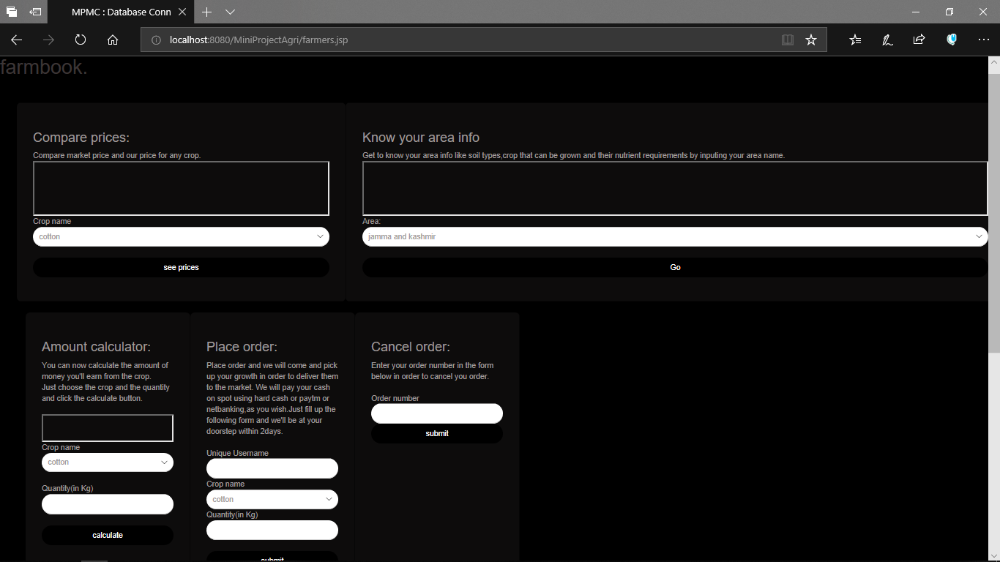 MPMC : Database Conn
localhost:8080/MiniProjectAgri/farmers.jsp
farmbook.
Compare prices:
Compare market price and our price for any crop.
Crop name
cotton
see prices
Know your area info
Get to know your area info like soil types,crop that can be grown and their nutrient requirements by inputing your area name.
Area:
jamma and kashmir
Go
Amount calculator:
You can now calculate the amount of
money you'll earn from the crop.
Just choose the crop and the quantity
and click the calculate button.
Crop name
cotton
Quantity(in Kg)
calculate
Place order:
Place order and we will come and pick
up your growth in order to deliver them
to the market. We will pay your cash
on spot using hard cash or paytm or
netbanking,as you wish.Just fill up the
following form and we'll be at your
doorstep within 2days.
Unique Username
Crop name
cotton
Quantity(in Kg)
submit
Cancel order:
Enter your order number in the form
below in order to cancel you order.
Order number
submit